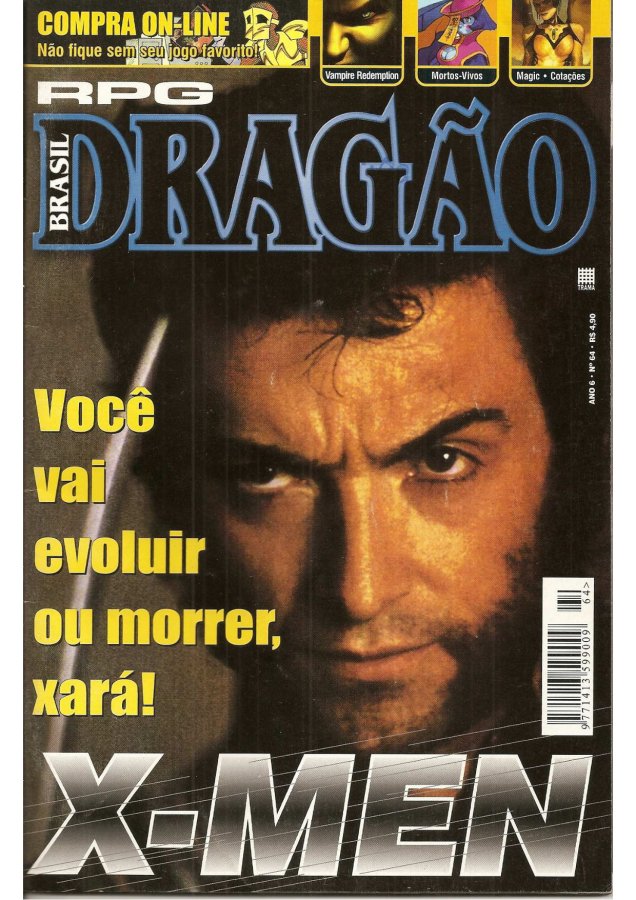 COMPRA ON-LINE
Não fique sem seu jogo favorito!
Vampire Redemption
Mortos-Vivos
Magic • Cotações
RPG
BRASIL
DRAGÃO
TRAMA
ANO 6 • Nº 64 • R$ 4,90
Você
vai
evoluir
ou morrer,
xará!
64>
9 771413 599009
X-MEN